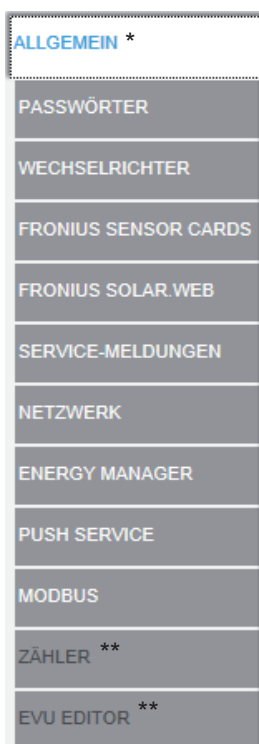 ALLGEMEIN *
PASSWÖRTER
WECHSELRICHTER
FRONIUS SENSOR CARDS
FRONIUS SOLAR.WEB
SERVICE-MELDUNGEN
NETZWERK
ENERGY MANAGER
PUSH SERVICE
MODBUS
ZÄHLER **
EVU EDITOR **